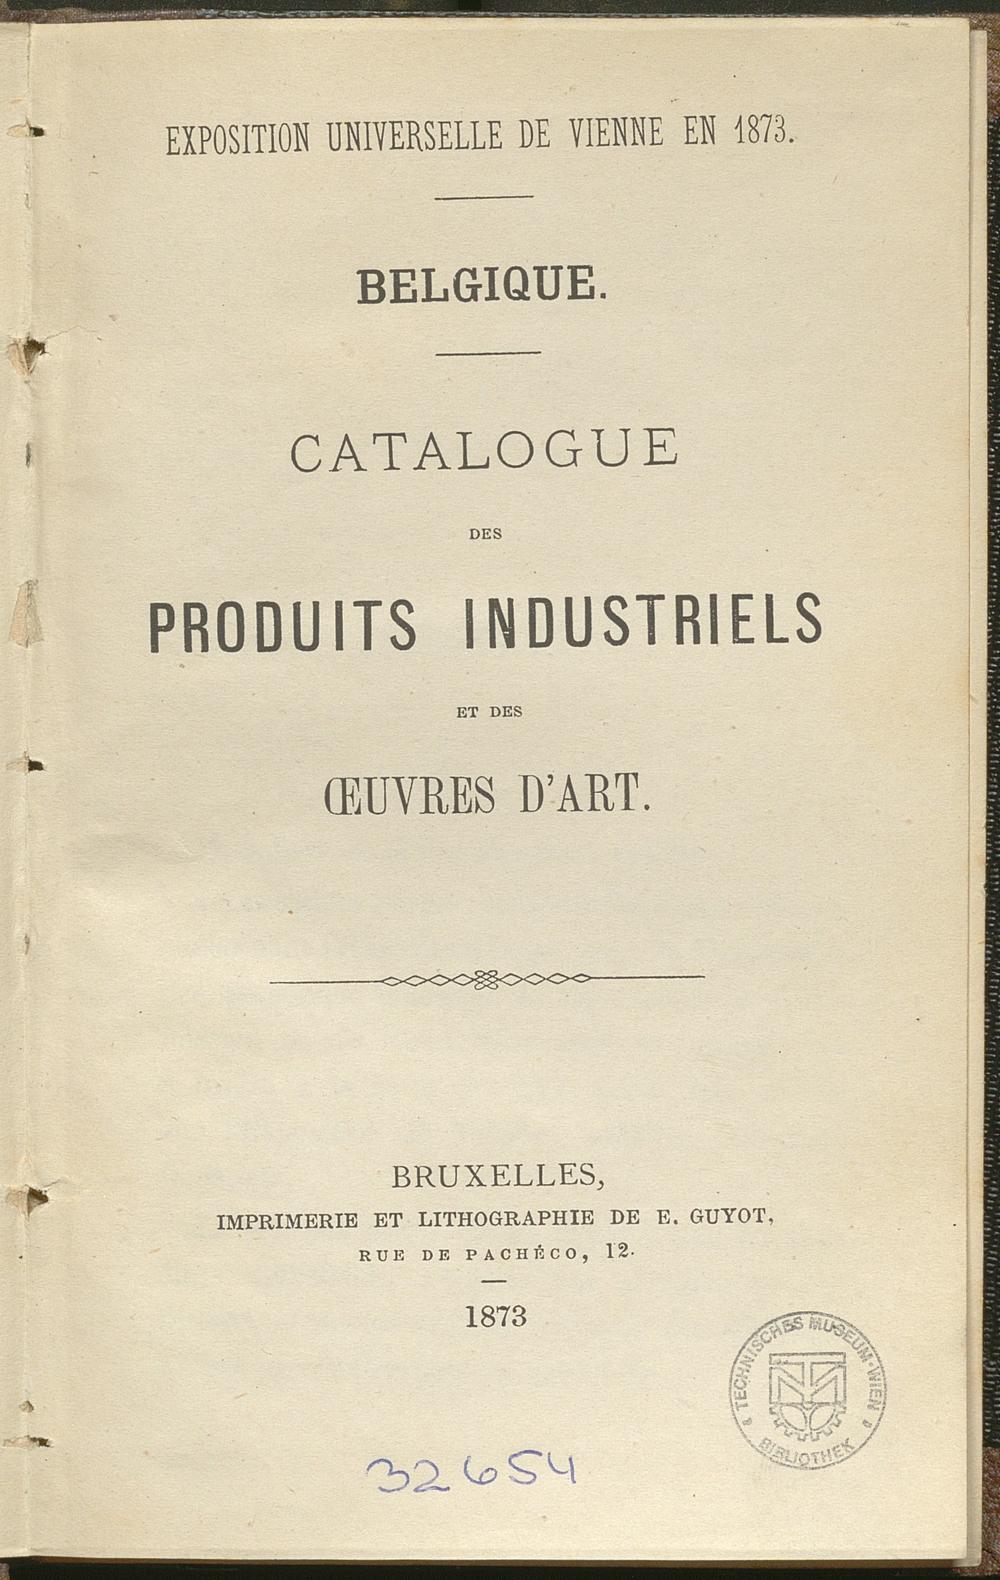 EXPOSITION UNIVERSELLE DE VIENNE EN 1873.
BELGIQUE.
CATALOGUE
DES
PRODUITS INDUSTRIELS
ET DES
ŒUVRES D'ART.
BRUXELLES,
IMPRIMERIE ET LITHOGRAPHIE DE E. GUYOT,
RUE DE PACHÉCO, 12.
1873
TECHNISCHES MUSEUM·WIEN
BIBLIOTHEK
32654